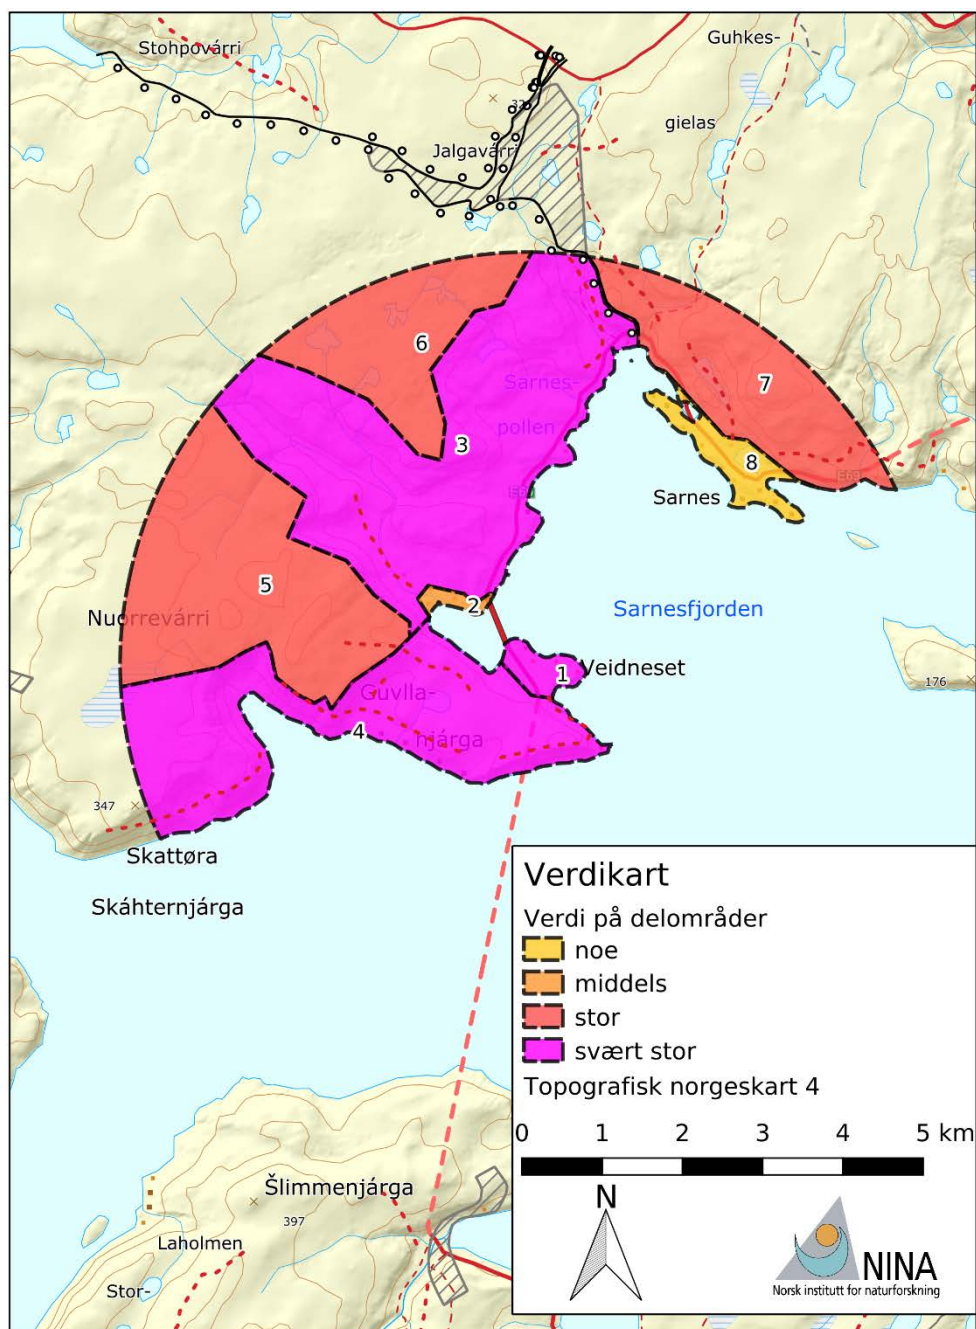 Stohpovárri
Guhkes-
gielas
Jalgavárri
6
7
Sarnes-
pollen
3
8
E69
Sarnes
5
2
Nuorrevárri
Sarnesfjorden
1
Veidneset
176
Guvlla-
hjárga
4
347
Skattøra
Skáhternjárga
Verdikart
Verdi på delområder
noe
middels
stor
svært stor
Topografisk norgeskart 4
0 1 2 3 4 5 km
N
Šlimmenjárga
397
Laholmen
Stor-
NINA
Norsk institutt for naturforskning